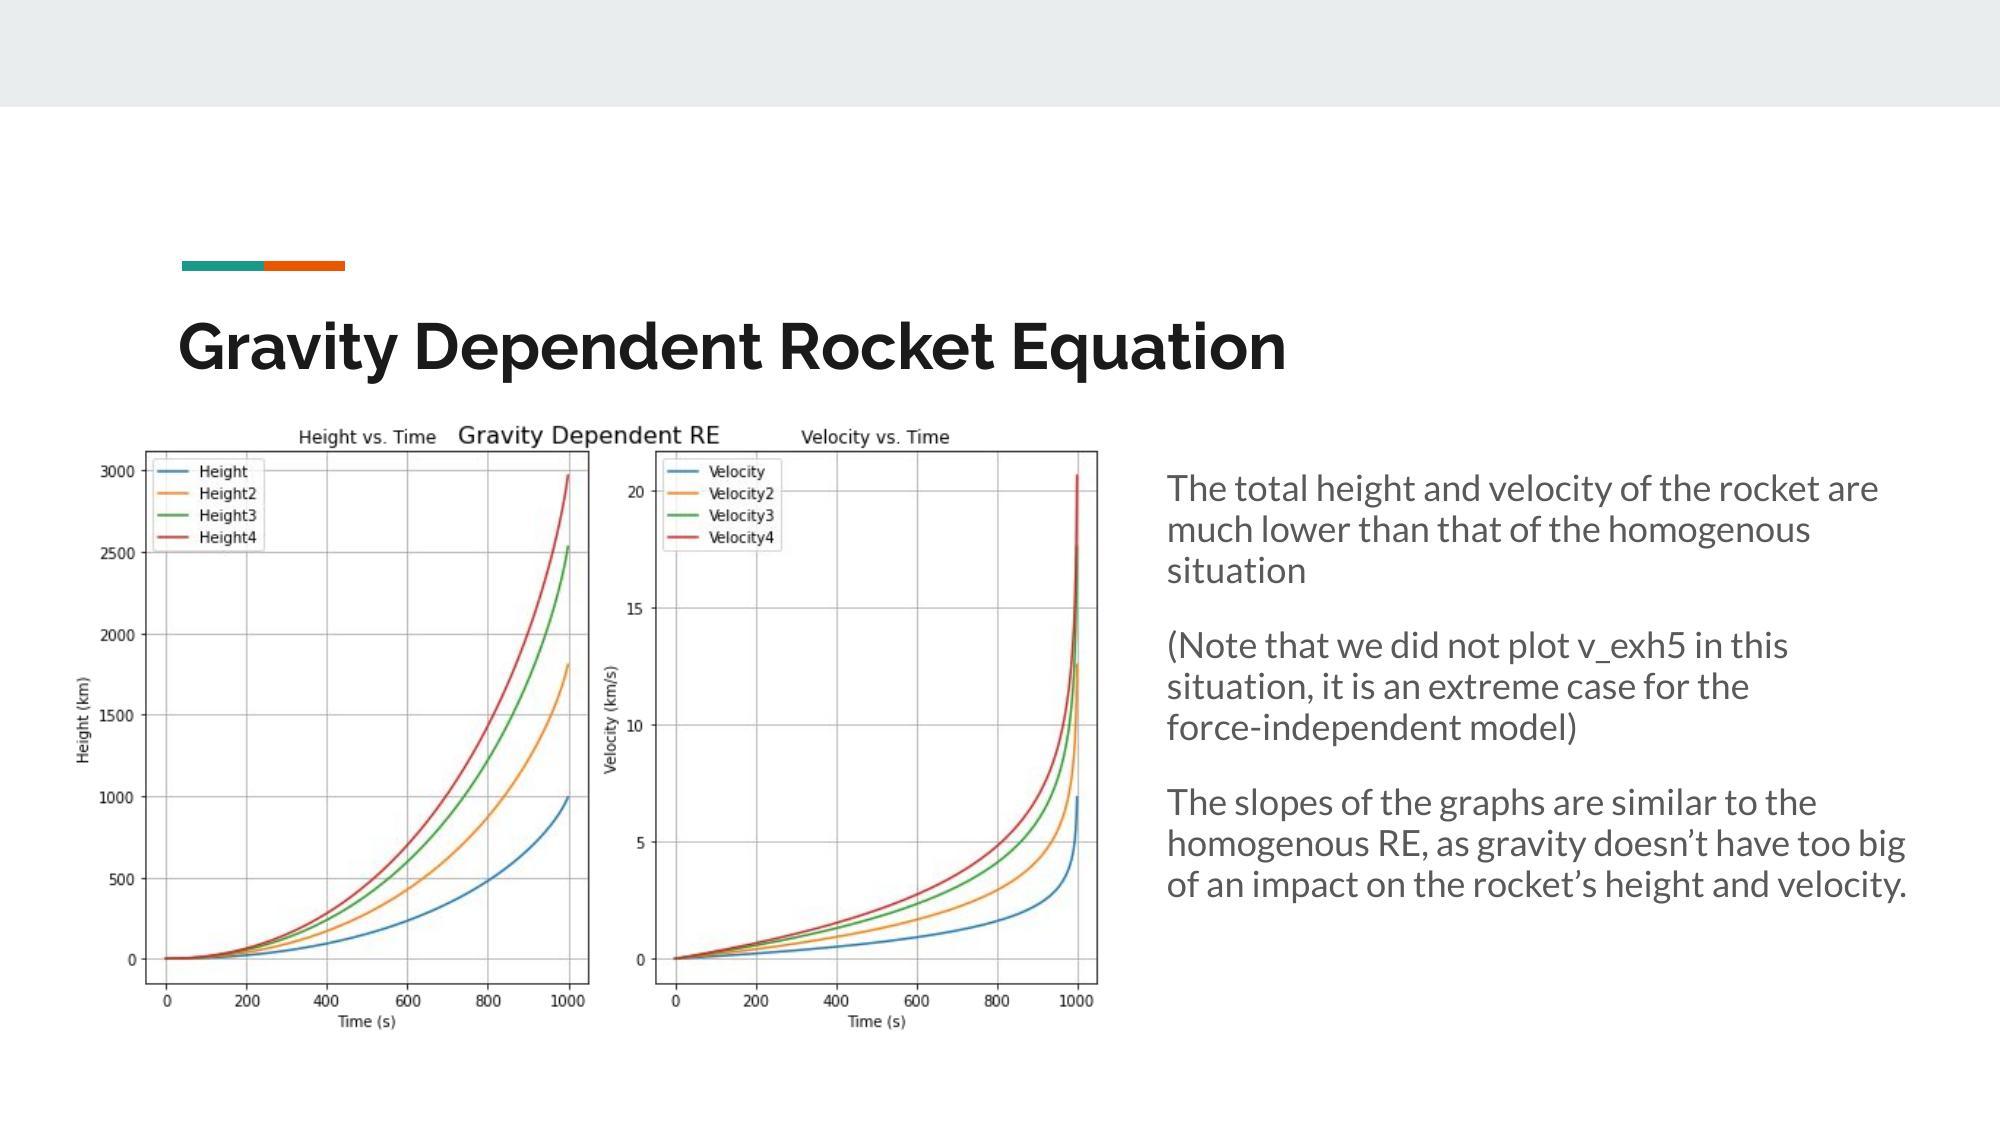 Gravity Dependent Rocket Equation
Gravity Dependent RE
Height vs. Time
Height
Height2
Height3
Height4
3000
2500
2000
1500
1000
500
0
Height (km)
0 200 400 600 800 1000
Time (s)
Velocity vs. Time
Velocity
Velocity2
Velocity3
Velocity4
20
15
10
5
0
Velocity (km/s)
0 200 400 600 800 1000
Time (s)
The total height and velocity of the rocket are
much lower than that of the homogenous
situation
(Note that we did not plot v_exh5 in this
situation, it is an extreme case for the
force-independent model)
The slopes of the graphs are similar to the
homogenous RE, as gravity doesn’t have too big
of an impact on the rocket’s height and velocity.